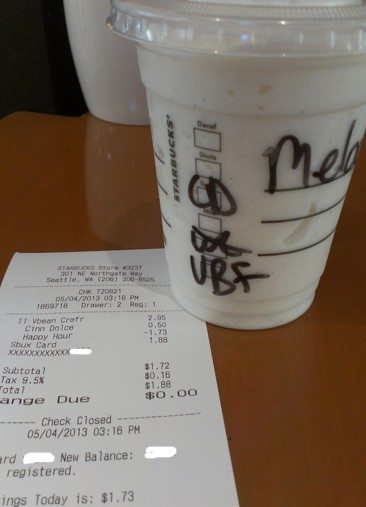 Decaf
Shots
STARBUCKS
CD
VBF
STARBUCKS Store #3237
301 NE Northgate Way
Seattle, WA (206) 306-8525
CHK 720821
05/04/2013 03:16 PM
1869718 Drawer: 2 Reg: 1
T1 Vbean Crmfr 2.95
Cinn Dolce 0.50
Happy Hour -1.73
Sbux Card 1.88
XXXXXXXXXXXX
Subtotal $1.72
Tax 9.5% $0.16
Total $1.88
ange Due $0.00
Check Closed
05/04/2013 03:16 PM
ard New Balance:
registered.
ings Today is: $1.73